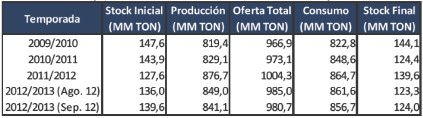 Temporada Stock Inicial (MM TON) Producción (MM TON) Oferta Total (MM TON) Consumo (MM TON) Stock Final (MM TON)
2009/2010 147,6 819,4 966,9 822,8 144,1
2010/2011 143,9 829,1 973,1 848,6 124,4
2011/2012 127,6 876,7 1004,3 864,7 139,6
2012/2013 (Ago. 12) 136,0 849,0 985,0 861,6 123,3
2012/2013 (Sep. 12) 139,6 841,1 980,7 856,7 124,0